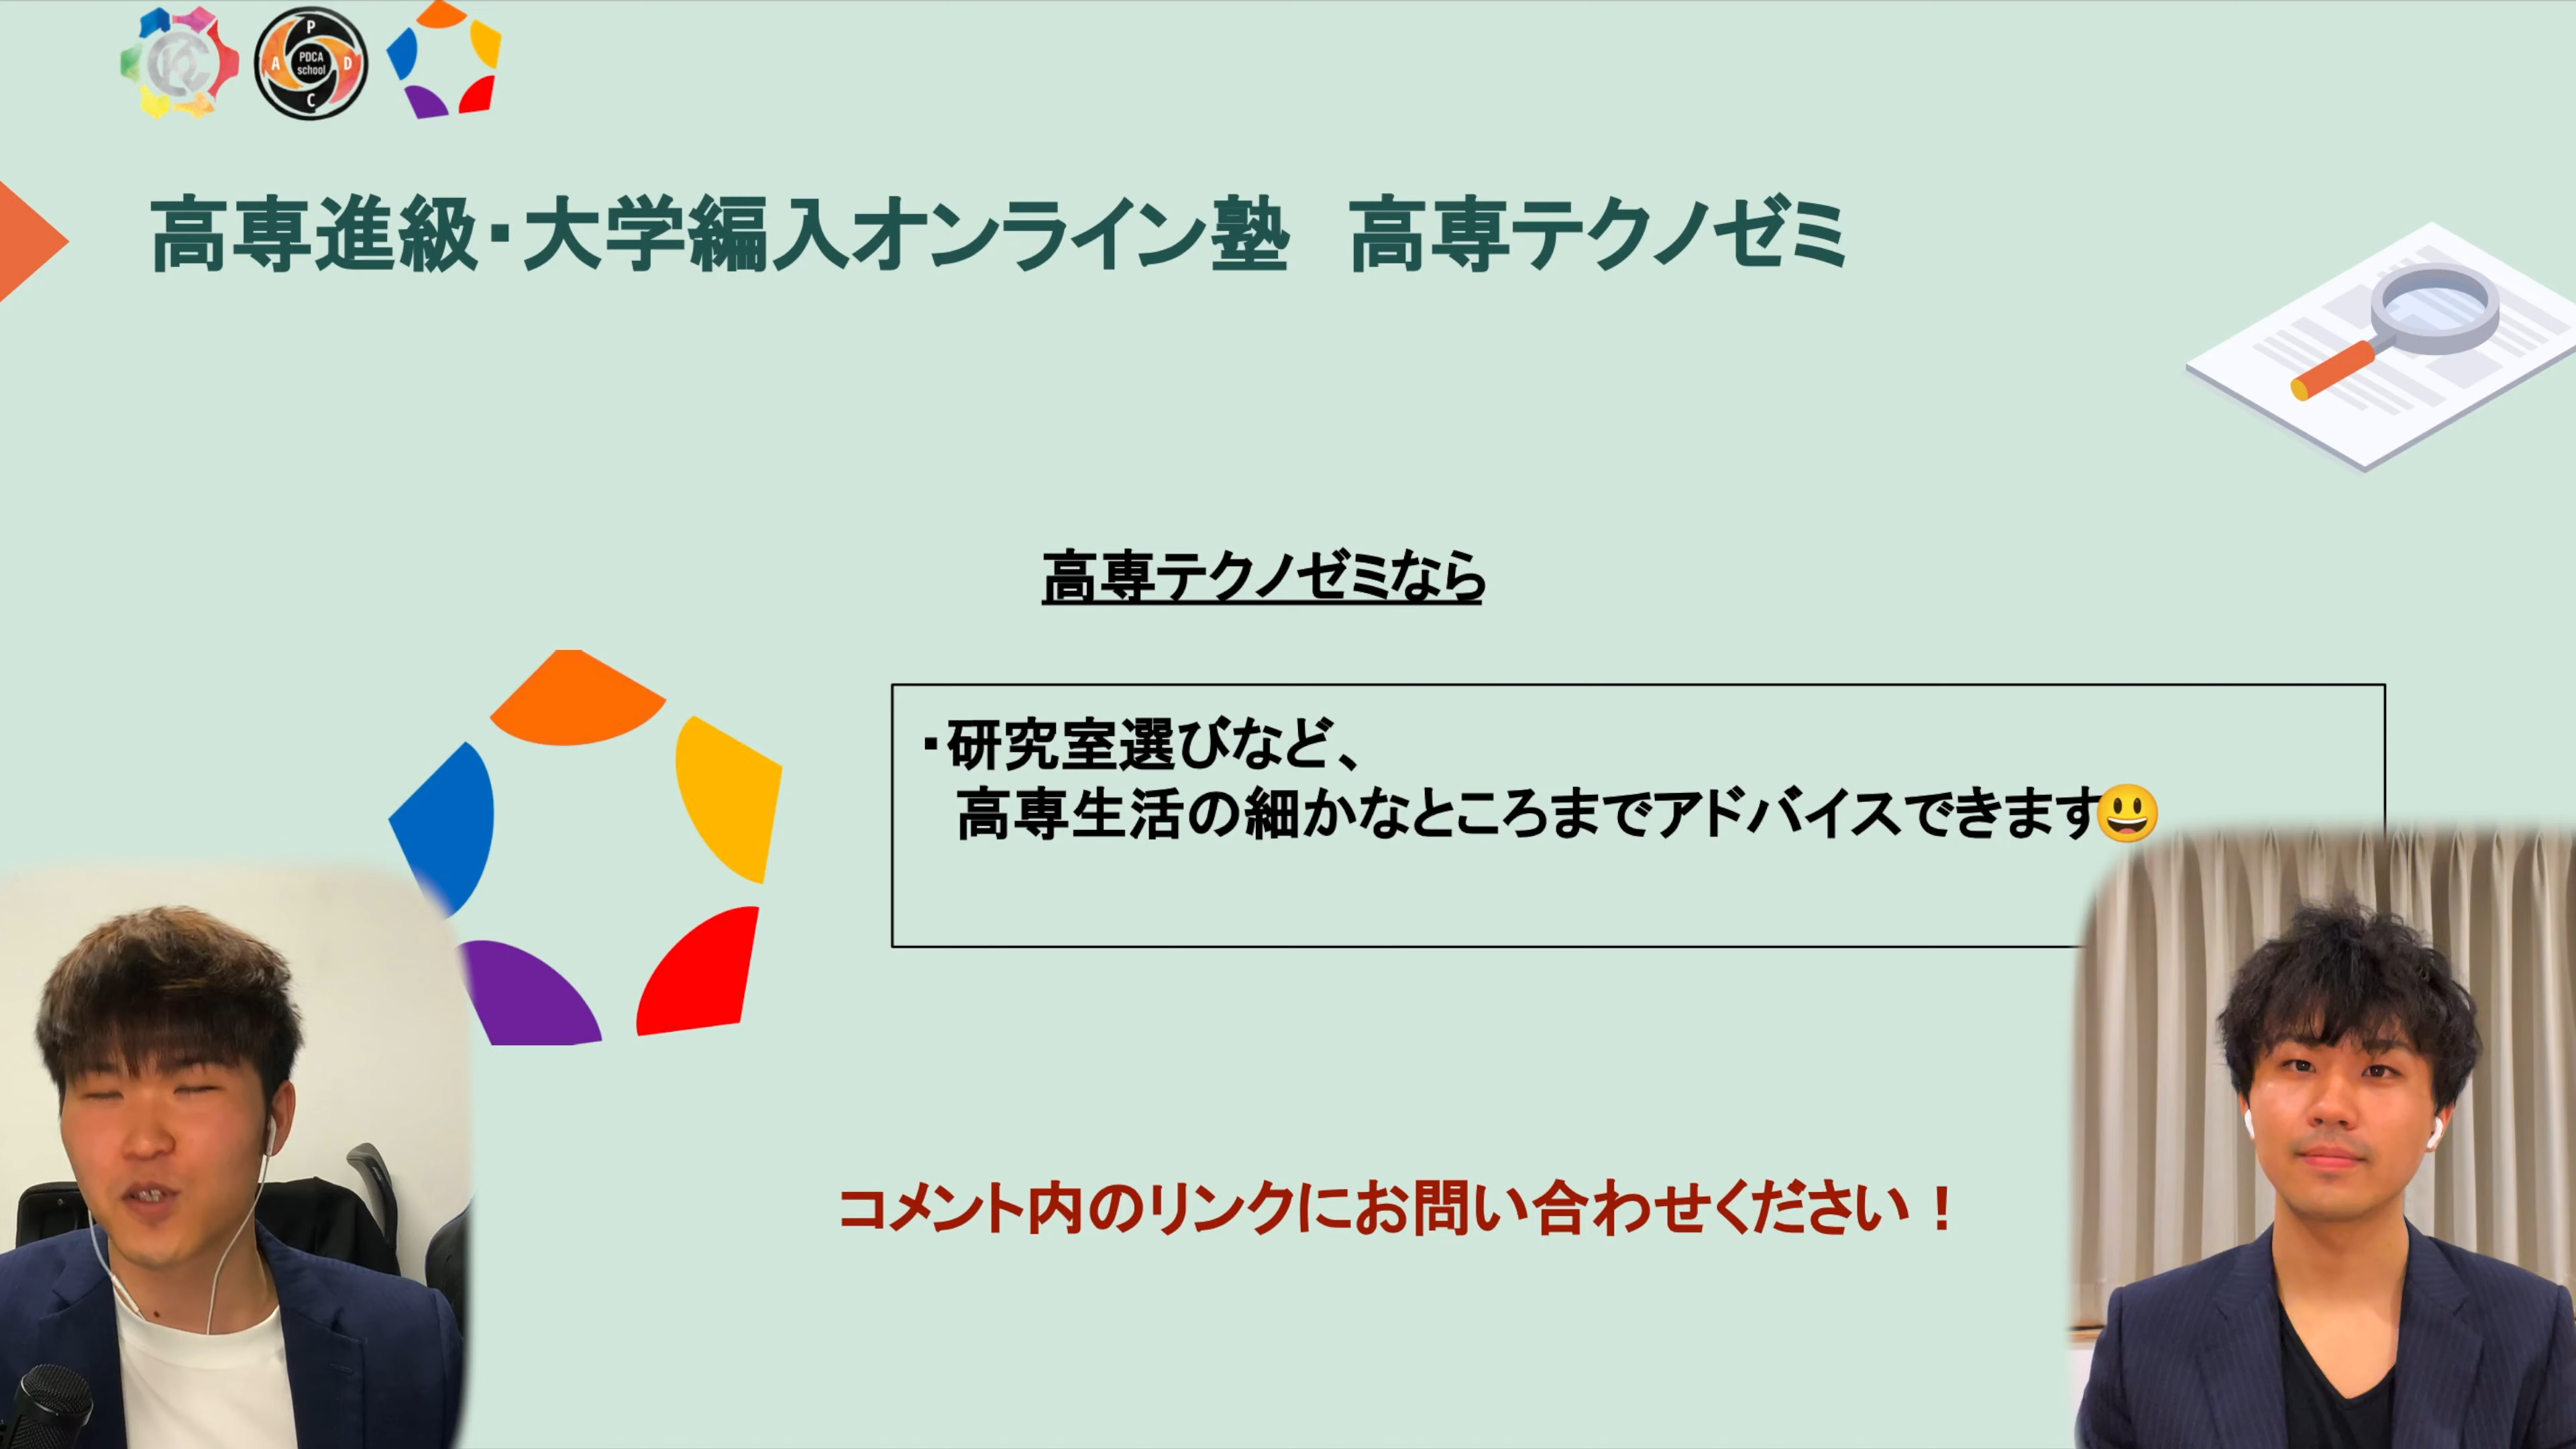 P
A PDCA D
school
C
高専進級・大学編入オンライン塾　高専テクノゼミ
高専テクノゼミなら
・研究室選びなど、
高専生活の細かなところまでアドバイスできます😃
コメント内のリンクにお問い合わせください！